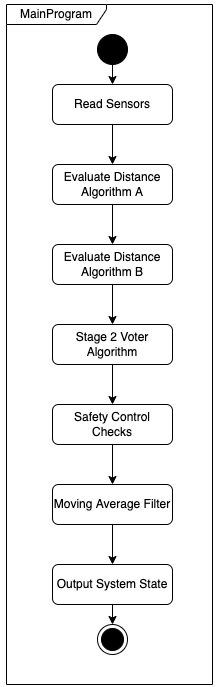 MainProgram
Read Sensors
Evaluate Distance
Algorithm A
Evaluate Distance
Algorithm B
Stage 2 Voter
Algorithm
Safety Control
Checks
Moving Average Filter
Output System State